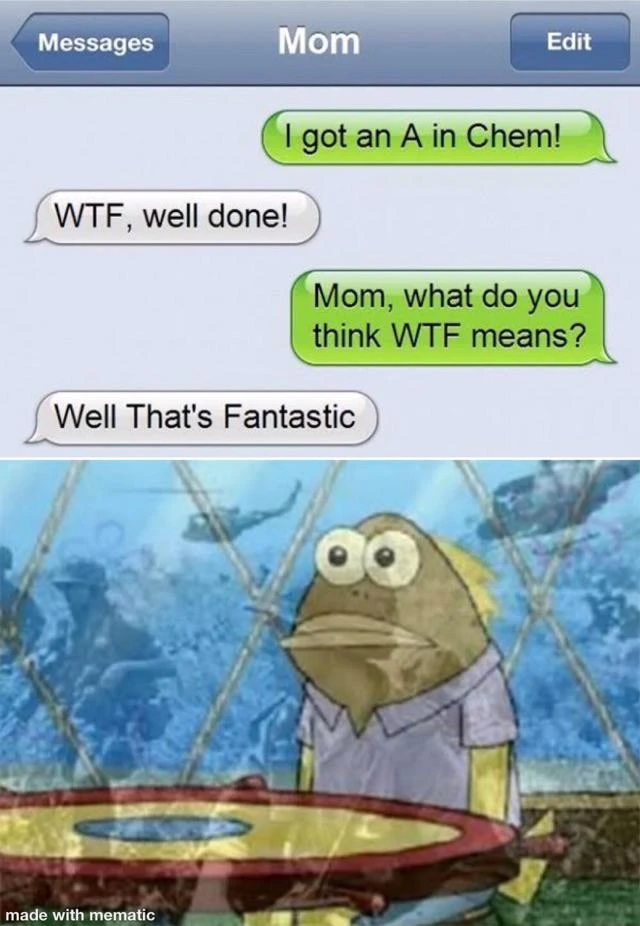 Messages
Mom
Edit
I got an A in Chem!
WTF, well done!
Mom, what do you
think WTF means?
Well That's Fantastic
made with mematic